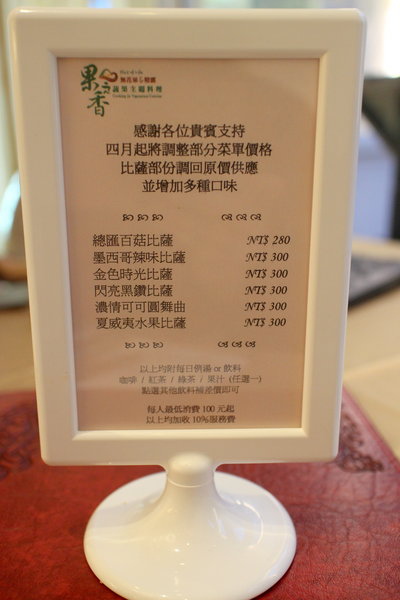 果之香
蔬果主題料理
感謝各位貴賓支持
四月起將調整部分菜單價格
比薩部份調回原價供應
並增加多種口味
總匯百菇比薩 NT$ 280
墨西哥辣味比薩 NT$ 300
金色時光比薩 NT$ 300
閃亮黑鑽比薩 NT$ 300
濃情可可圓舞曲 NT$ 300
夏威夷水果比薩 NT$ 300
以上均附每日例湯 or 飲料
咖啡 / 紅茶 / 綠茶 / 果汁 (任選一)
點選其他飲料補差價即可
每人最低消費 100 元起
以上均加收 10% 服務費